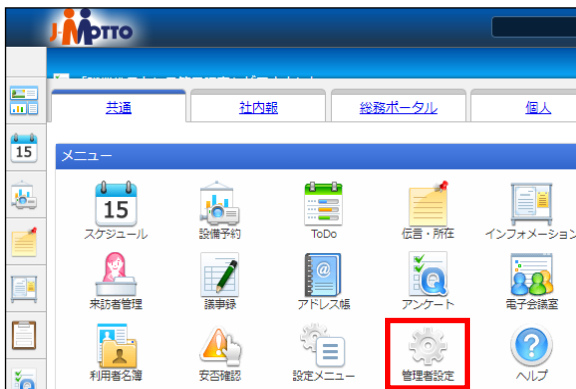 J-MOTTO
共通
社内報
総務ポータル
個人
15
メニュー
15
スケジュール
設備予約
ToDo
伝言・所在
インフォメーション
来訪者管理
議事録
アドレス帳
アンケート
電子会議室
利用者名簿
安否確認
設定メニュー
管理者設定
ヘルプ